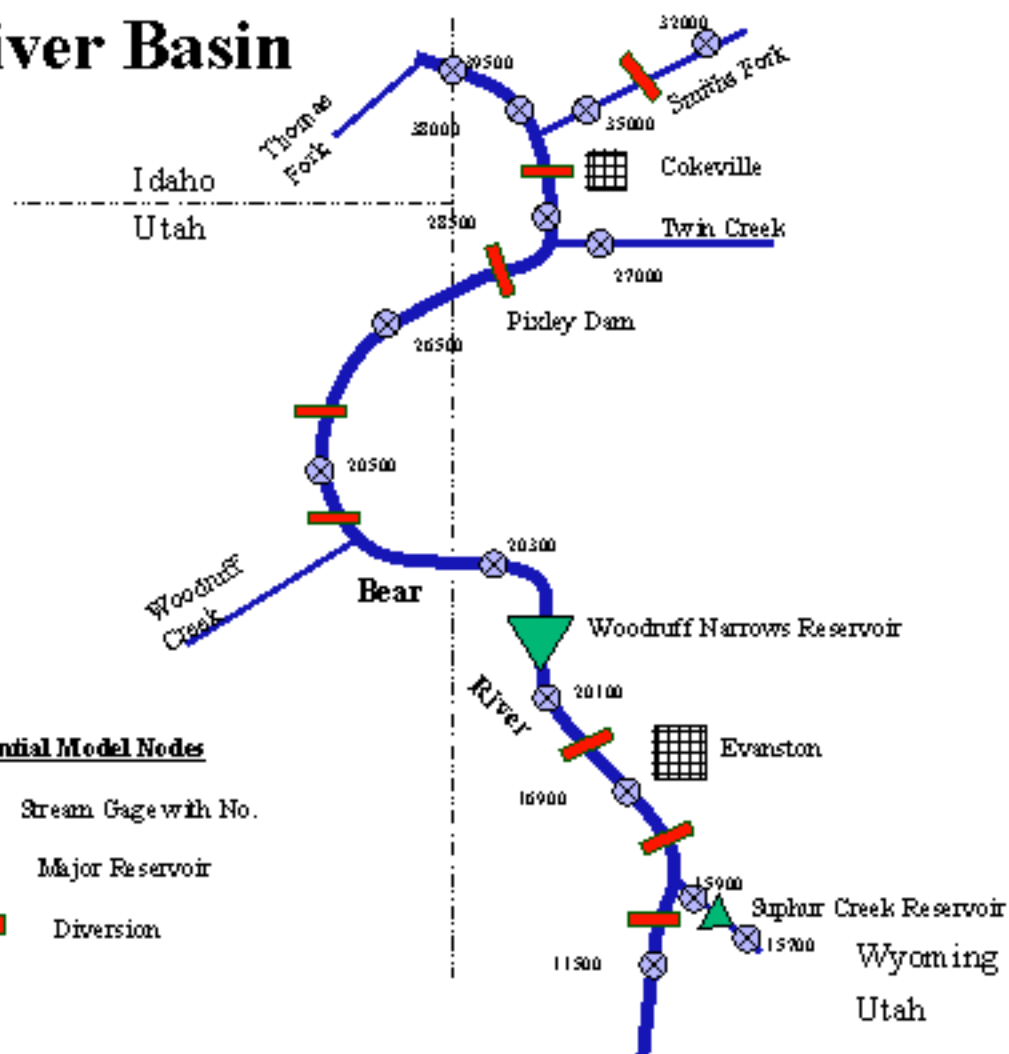 iver Basin
32000
39500
Smiths Fork
38000
35000
Thomas
Fork
Cokeville
Idaho
Utah
28500
Twin Creek
27000
Pixley Dam
26500
20500
20300
Woodruff
Creek
Bear
Woodruff Narrows Reservoir
River
20100
ntial Model Nodes
Evanston
16900
Stream Gage with No.
Major Reservoir
15900
Suphur Creek Reservoir
Diversion
15700
11500
Wyoming
Utah